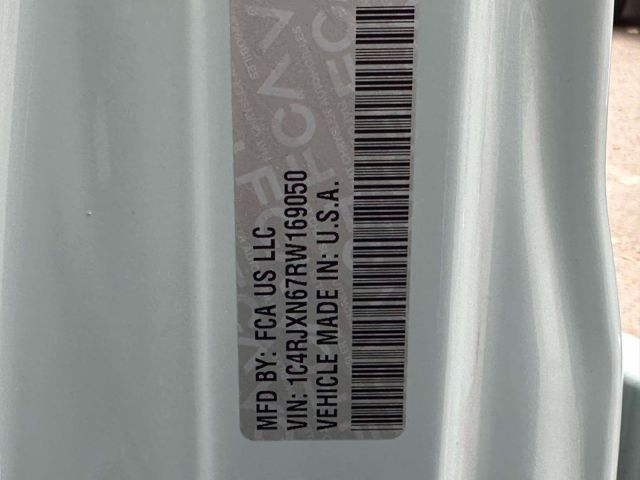 MFD BY: FCA US LLC
VIN: 1C4RJXN67RW169050
VEHICLE MADE IN: U.S.A.